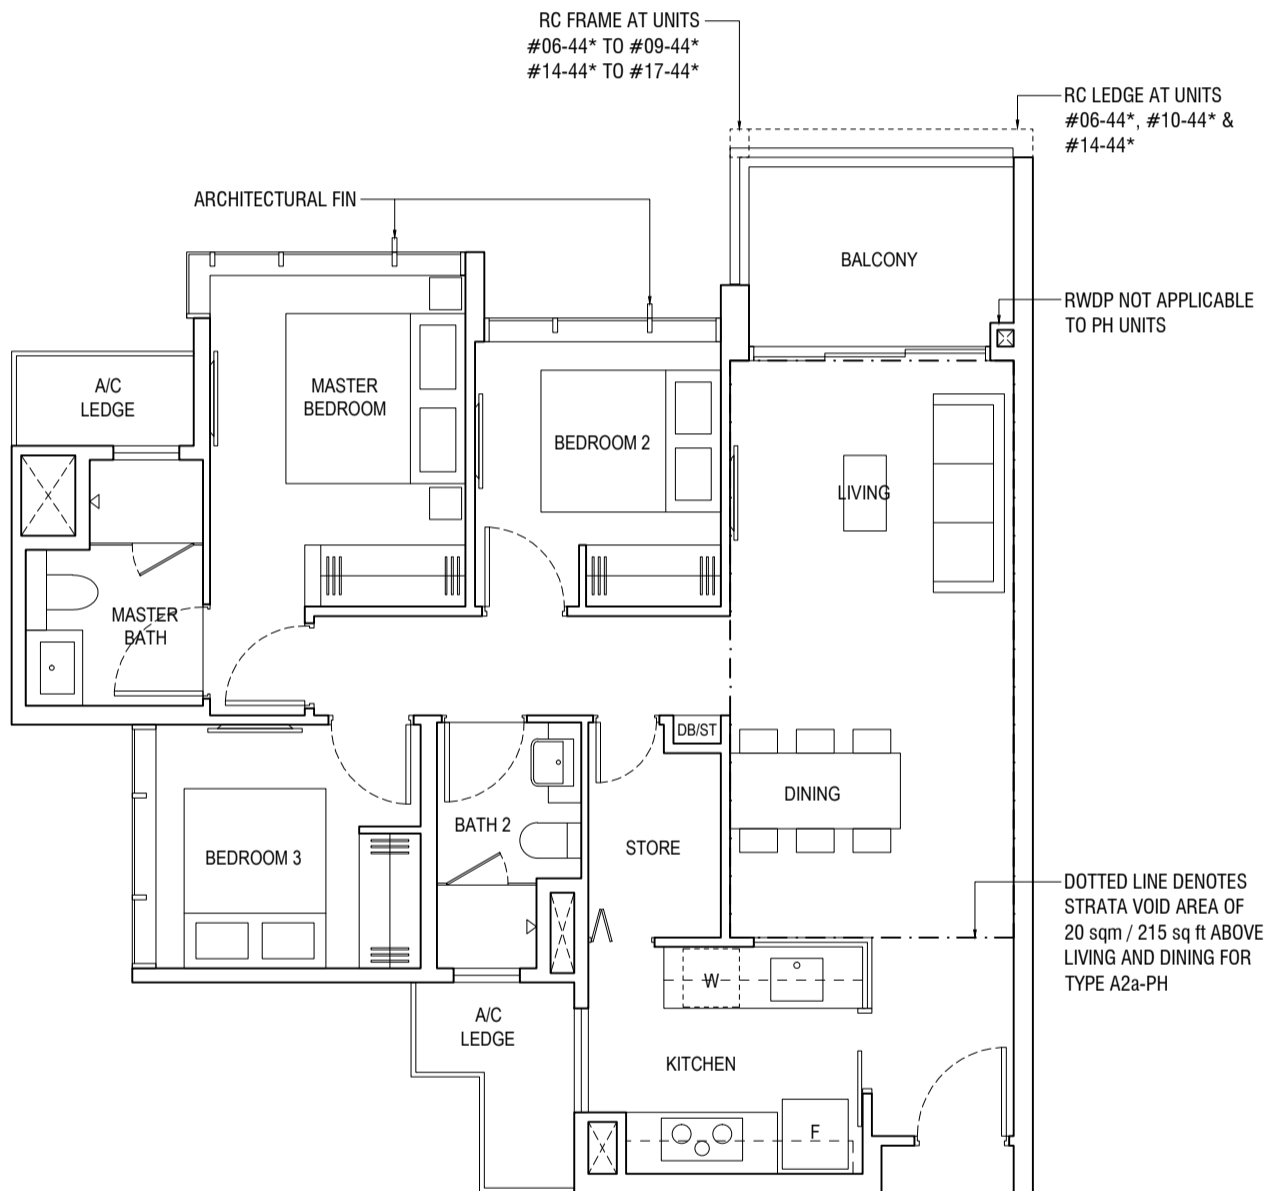 RC FRAME AT UNITS
#06-44* TO #09-44*
#14-44* TO #17-44*
RC LEDGE AT UNITS
#06-44*, #10-44* &
#14-44*
ARCHITECTURAL FIN
BALCONY
RWDP NOT APPLICABLE
TO PH UNITS
A/C
LEDGE
MASTER
BEDROOM
BEDROOM 2
LIVING
MASTER
BATH
DB/ST
DINING
BATH 2
STORE
BEDROOM 3
DOTTED LINE DENOTES
STRATA VOID AREA OF
20 sqm / 215 sq ft ABOVE
LIVING AND DINING FOR
TYPE A2a-PH
W
A/C
LEDGE
KITCHEN
F